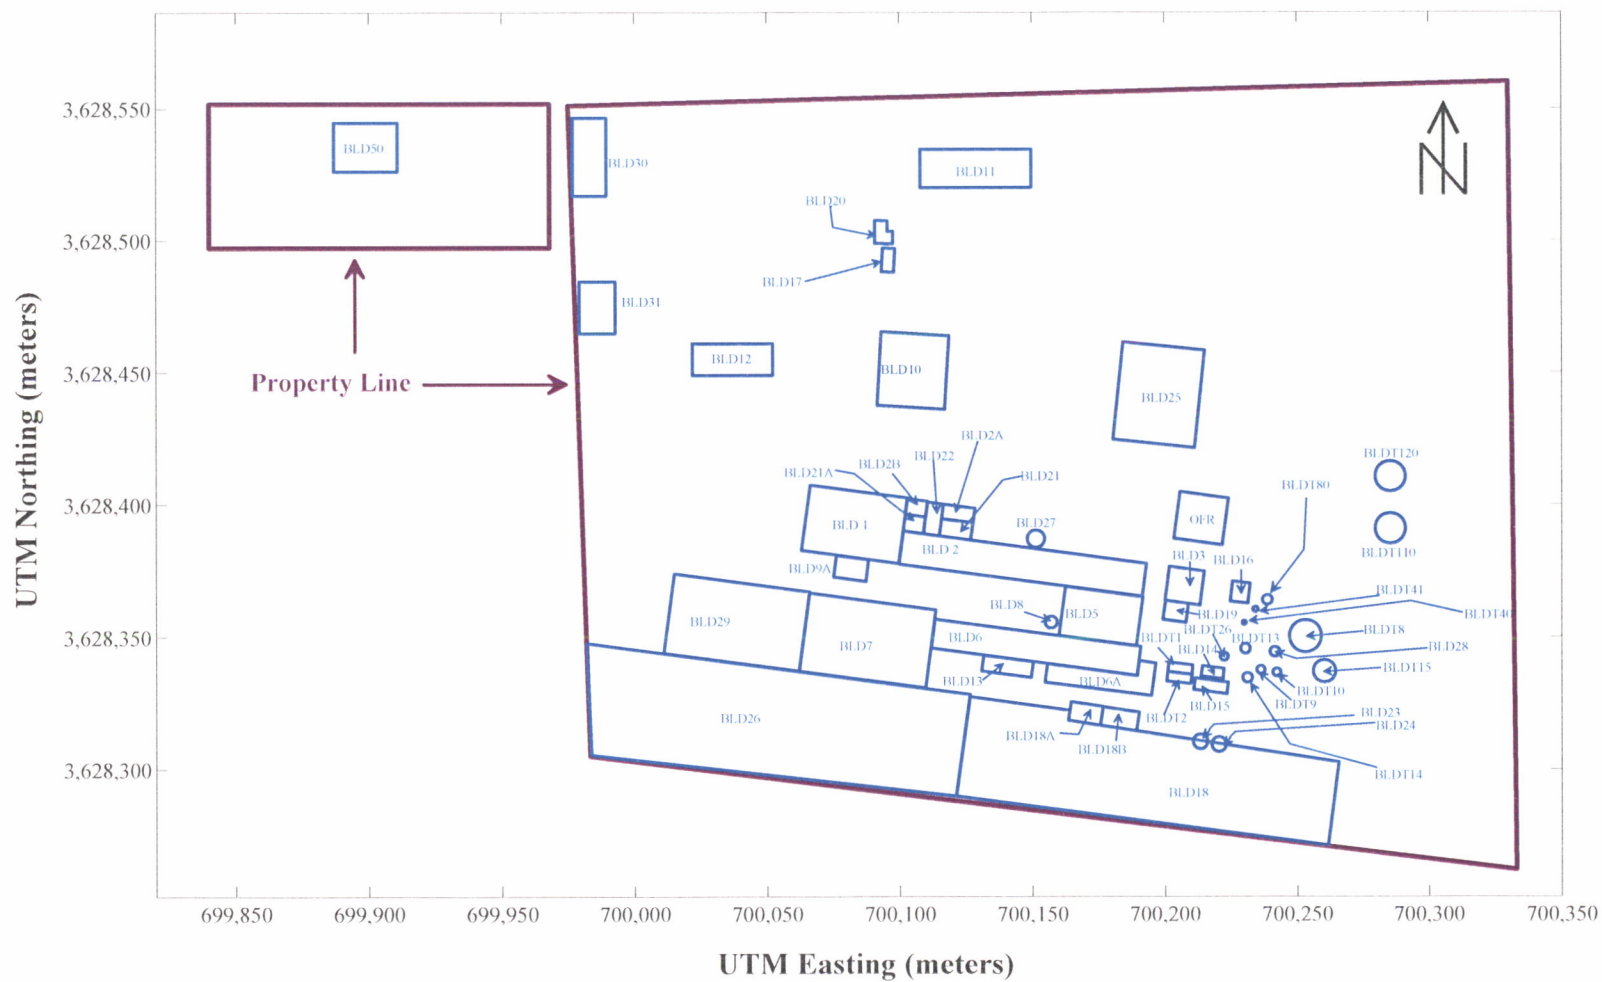 3,628,550
BLD50
BLD30
BLD11
N
BLD20
3,628,500
BLD17
BLD31
BLD12
BLD10
3,628,450
Property Line
BLD25
BLD2A
BLD22
BLD2B
BLD21A
BLD21
BLDT120
BLDT80
3,628,400
BLD 1
BLD27
OFR
BLD 2
BLDT110
BLD3
BLD16
BLD9A
BLDT41
BLD8
BLD5
BLD19
BLDT40
BLD29
BLDT26
BLDT8
3,628,350
BLD7
BLD6
BLDT1
BLDT13
BLD14
BLD28
BLDT15
BLD13
BLD6A
BLDT10
BLD15
BLDT9
BLD26
BLDT2
BLD23
BLD24
BLD18A
BLD18B
3,628,300
BLDT14
BLD18
UTM Northing (meters)
699,850
699,900
699,950
700,000
700,050
700,100
700,150
700,200
700,250
700,300
700,350
UTM Easting (meters)